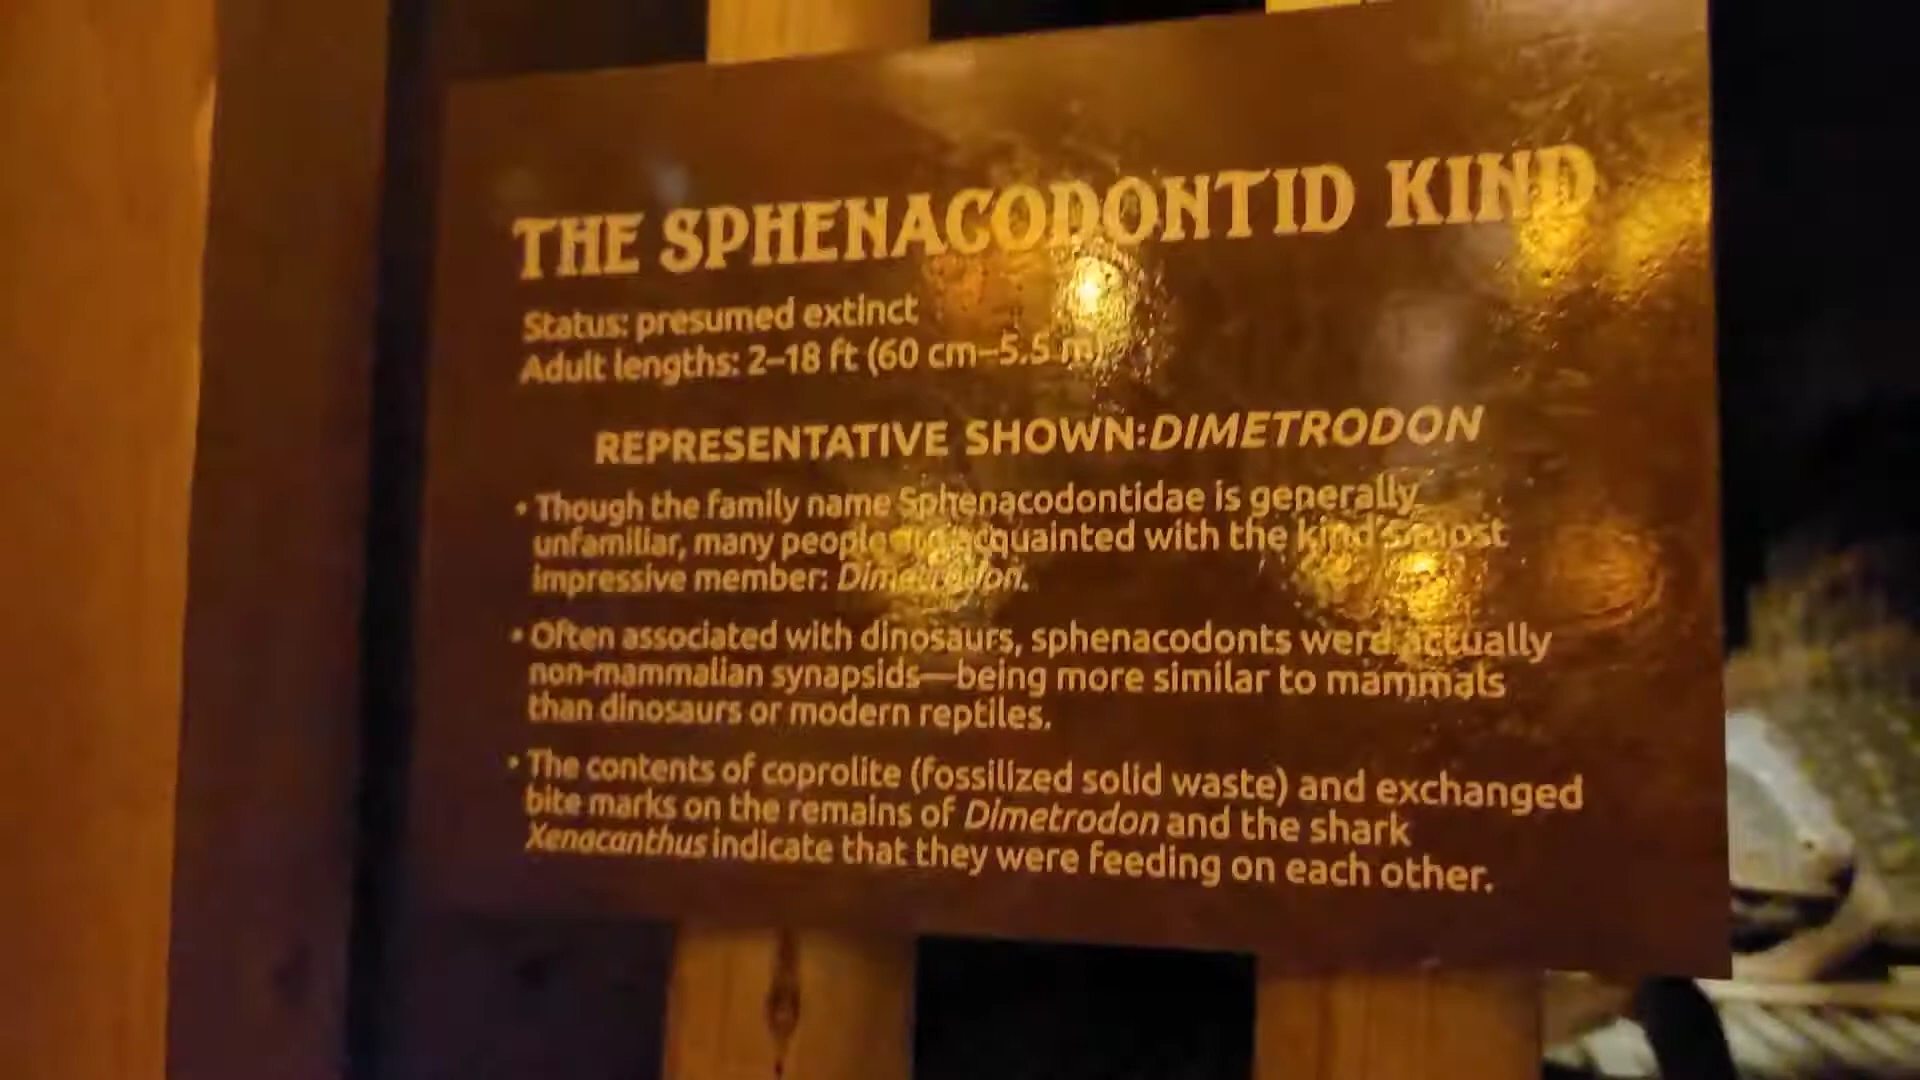 THE SPHENACODONTID KIND
Status: presumed extinct
Adult lengths: 2–18 ft (60 cm–5.5 m)
REPRESENTATIVE SHOWN: DIMETRODON
• Though the family name Sphenacodontidae is generally
unfamiliar, many people are acquainted with the kind's most
impressive member: Dimetrodon.
• Often associated with dinosaurs, sphenacodonts were actually
non-mammalian synapsids—being more similar to mammals
than dinosaurs or modern reptiles.
• The contents of coprolite (fossilized solid waste) and exchanged
bite marks on the remains of Dimetrodon and the shark
Xenacanthus indicate that they were feeding on each other.